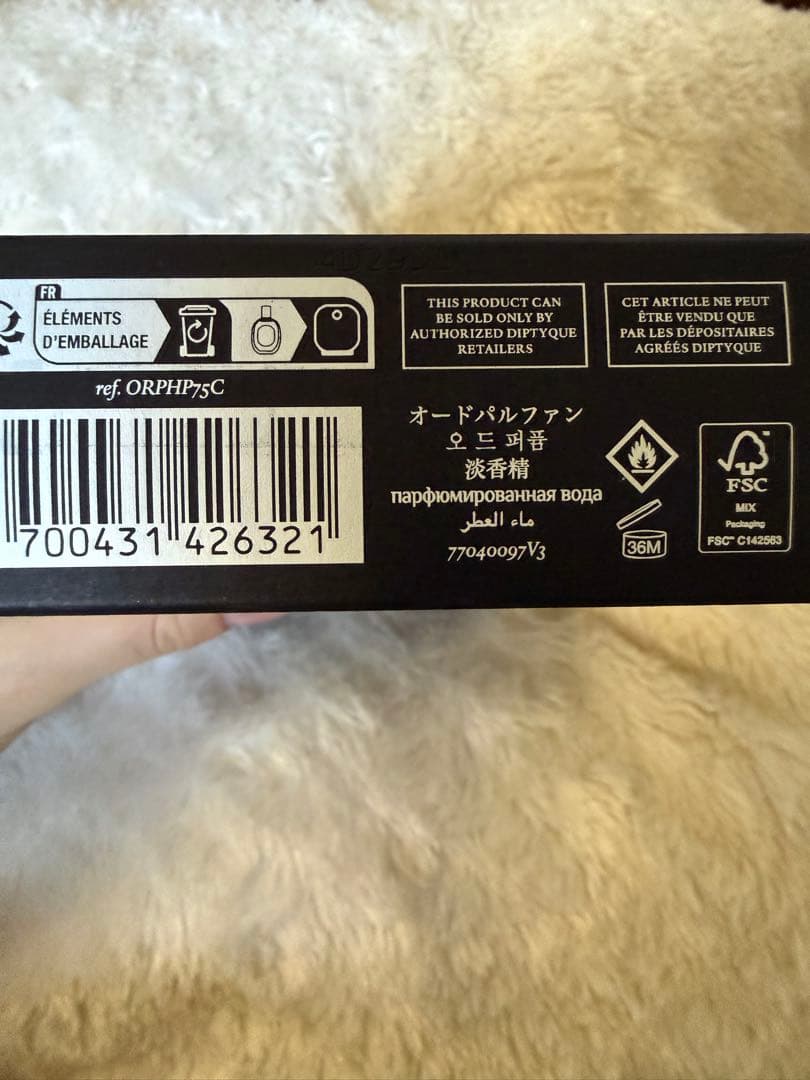 FR
ÉLÉMENTS
D'EMBALLAGE
ref. ORPHP75C
700431 426321
THIS PRODUCT CAN
BE SOLD ONLY BY
AUTHORIZED DIPTYQUE
RETAILERS
CET ARTICLE NE PEUT
ÊTRE VENDU QUE
PAR LES DÉPOSITAIRES
AGRÉÉS DIPTYQUE
オードパルファン
오 드 퍼퓸
淡香精
парфюмированная вода
ماء العطر
77040097V3
36M
FSC
MIX
Packaging
FSC™ C142563